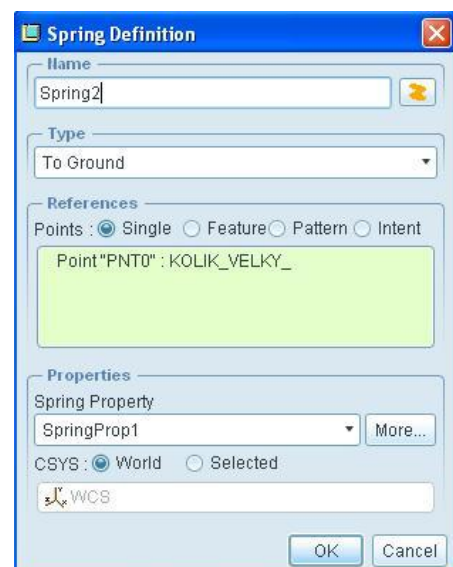 Spring Definition
Name
Spring2
Type
To Ground
References
Points : Single Feature Pattern Intent
Point "PNT0" : KOLIK_VELKY_
Properties
Spring Property
SpringProp1 More...
CSYS : World Selected
WCS
OK Cancel